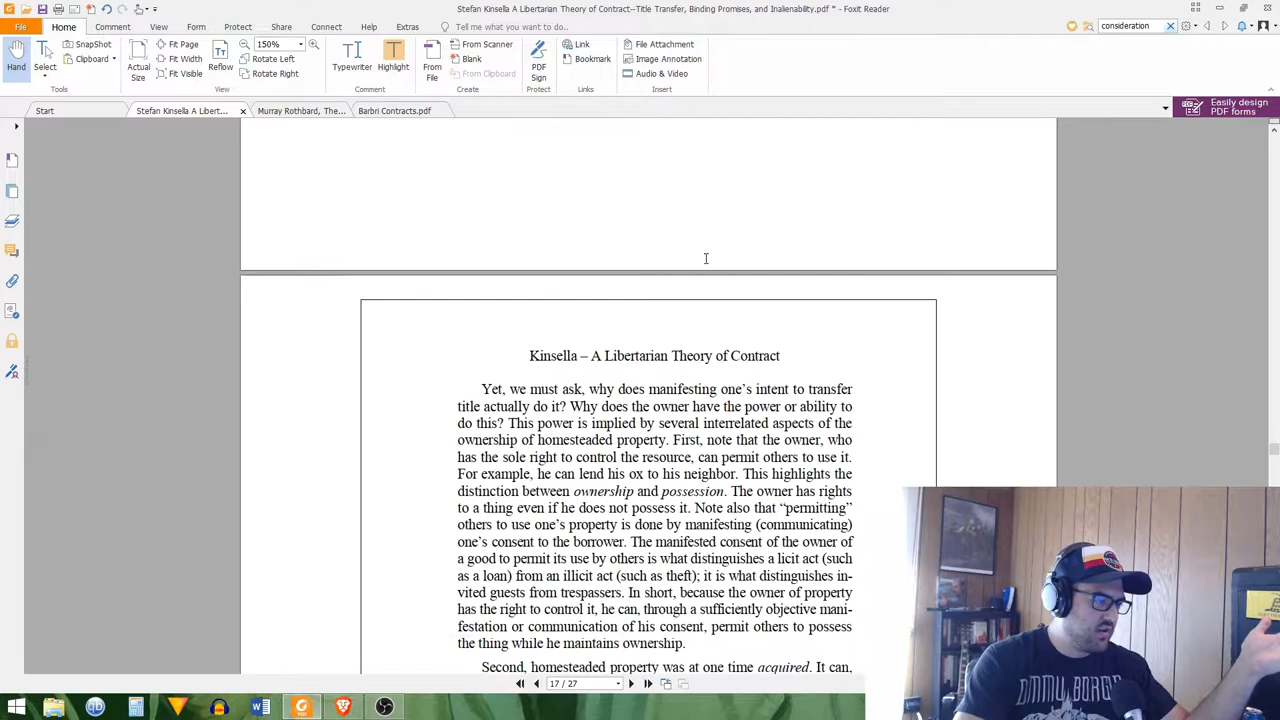 Stefan Kinsella A Libertarian Theory of Contract--Title Transfer, Binding Promises, and Inalienability.pdf * - Foxit Reader
File Home Comment View Form Protect Share Connect Help Extras Tell me what you want to do.. consideration
Hand Select SnapShot Clipboard Actual Size Fit Page Fit Width Fit Visible Reflow 150% Rotate Left Rotate Right Typewriter Highlight From File From Scanner Blank From Clipboard PDF Sign Link Bookmark File Attachment Image Annotation Audio & Video
Tools View Comment Create Protect Links Insert
Start Stefan Kinsella A Libert... Murray Rothbard, The... Barbri Contracts.pdf Easily design PDF forms
Kinsella – A Libertarian Theory of Contract
Yet, we must ask, why does manifesting one's intent to transfer
title actually do it? Why does the owner have the power or ability to
do this? This power is implied by several interrelated aspects of the
ownership of homesteaded property. First, note that the owner, who
has the sole right to control the resource, can permit others to use it.
For example, he can lend his ox to his neighbor. This highlights the
distinction between ownership and possession. The owner has rights
to a thing even if he does not possess it. Note also that “permitting”
others to use one's property is done by manifesting (communicating)
one's consent to the borrower. The manifested consent of the owner of
a good to permit its use by others is what distinguishes a licit act (such
as a loan) from an illicit act (such as theft); it is what distinguishes in-
vited guests from trespassers. In short, because the owner of property
has the right to control it, he can, through a sufficiently objective mani-
festation or communication of his consent, permit others to possess
the thing while he maintains ownership.
Second, homesteaded property was at one time acquired. It can,
17 / 27